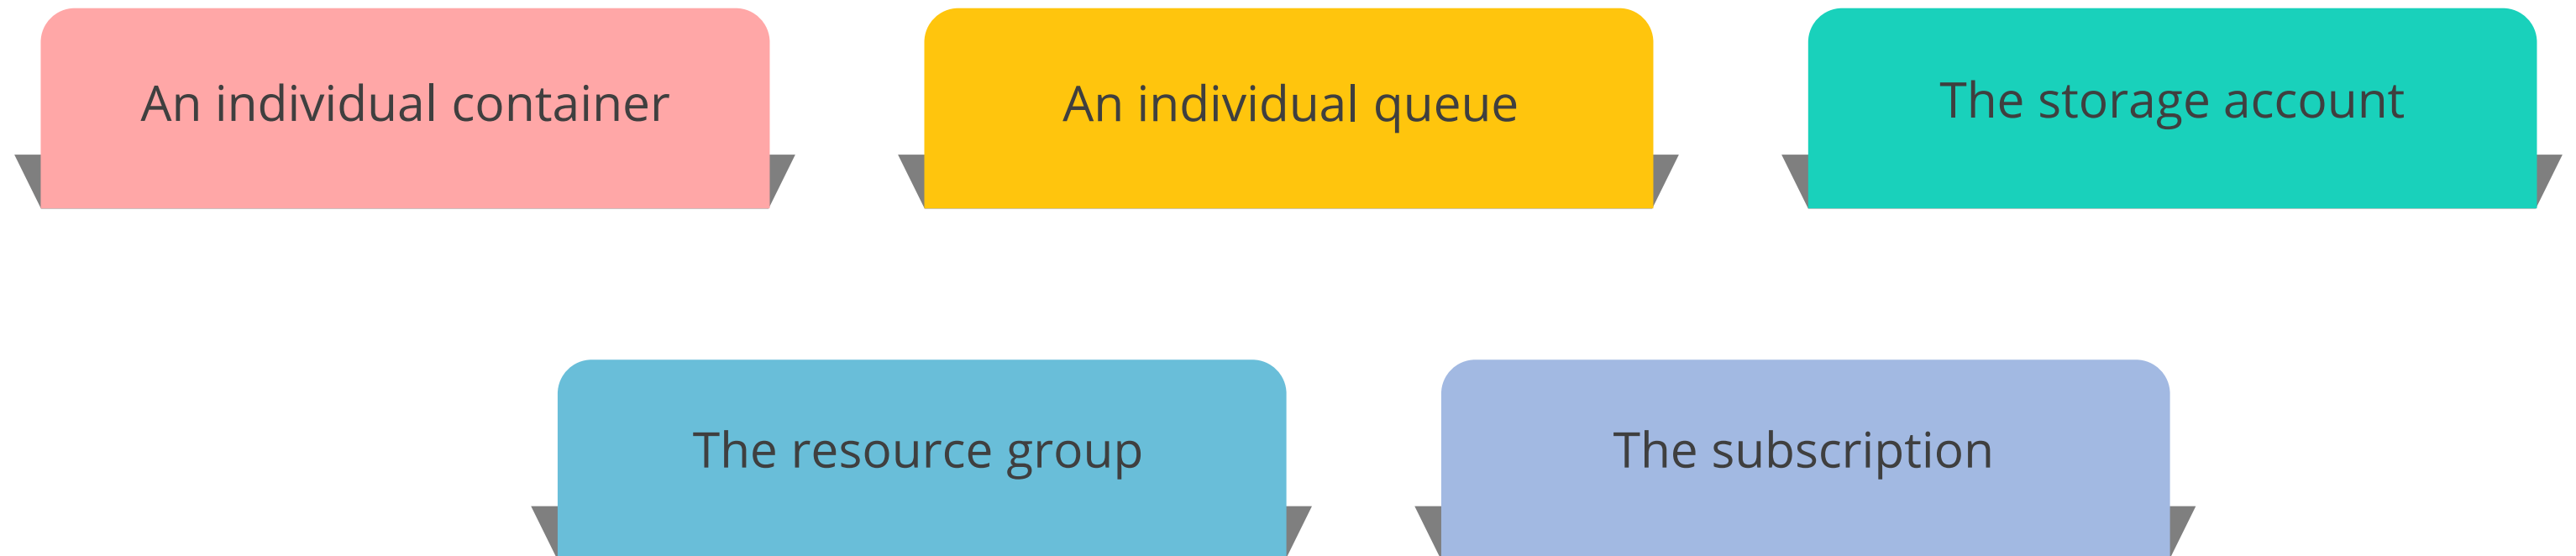 An individual container
An individual queue
The storage account
The resource group
The subscription